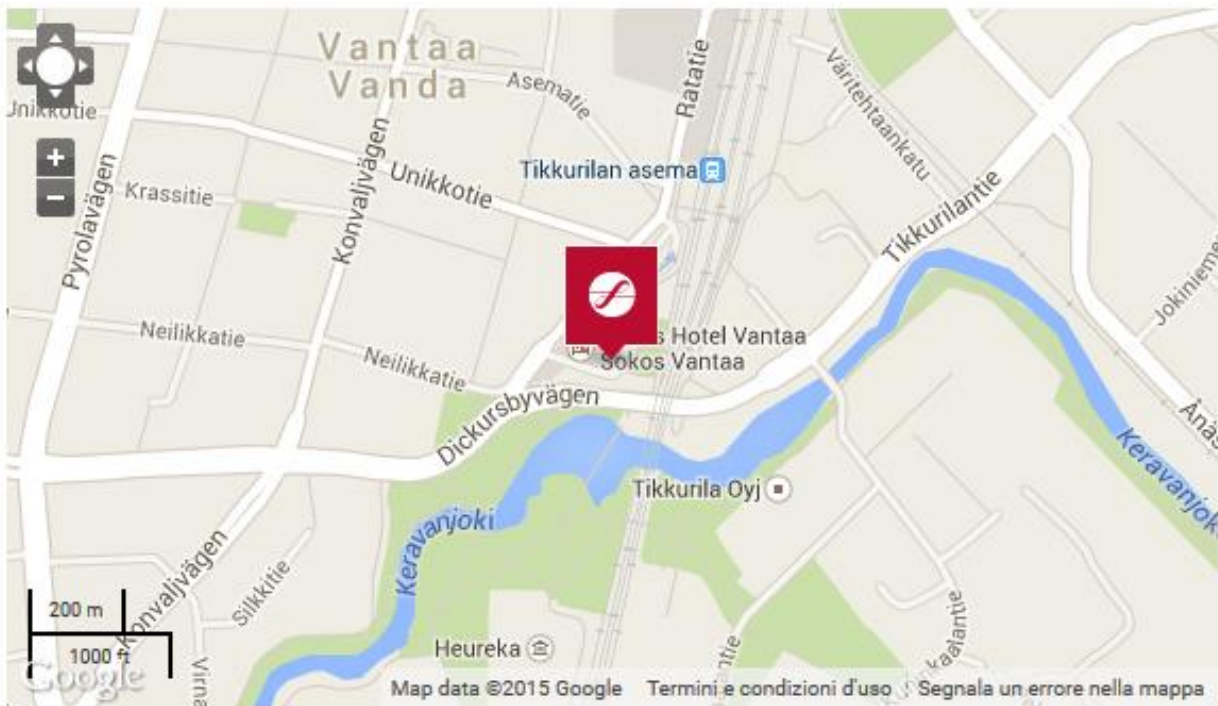 Vantaa
Vanda
Asematie
Ratatie
Väritehtaankatu
Unikkotie
Unikkotie
Tikkurilan asema
Pyrolavägen
Krassitie
Konvaljvägen
Tikkurilantie
Neilikkatie
Neilikkatie
Hotel Vantaa
Sokos Vantaa
Dickursbyvägen
Keravanjoki
Tikkurila Oyj
Keravanjoki
Konvaljvägen
Silkkitie
200 m
1000 ft
Heureka
Google
Map data ©2015 Google Termini e condizioni d'uso Segnala un errore nella mappa